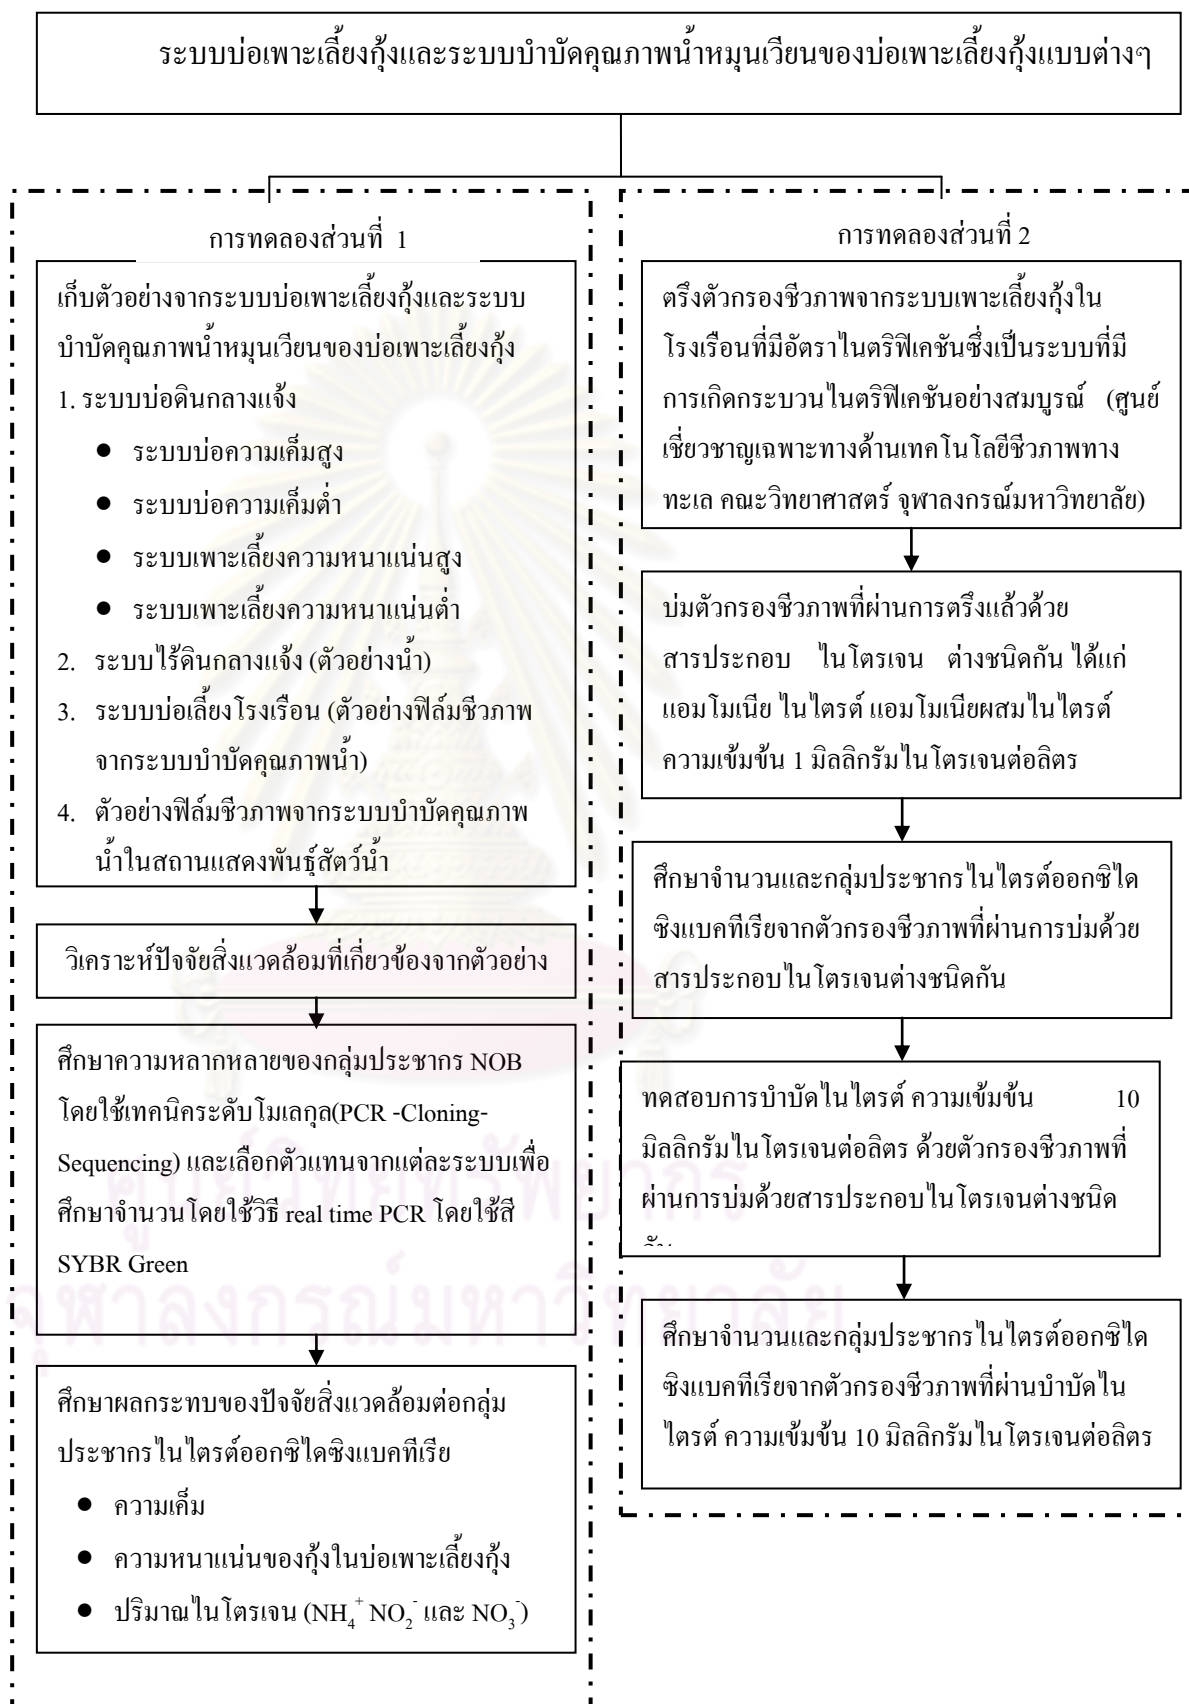 ระบบบ่อเพาะเลี้ยงกุ้งและระบบบำบัดคุณภาพน้ำหมุนเวียนของบ่อเพาะเลี้ยงกุ้งแบบต่างๆ
การทดลองส่วนที่ 1
เก็บตัวอย่างจากระบบบ่อเพาะเลี้ยงกุ้งและระบบ
บำบัดคุณภาพน้ำหมุนเวียนของบ่อเพาะเลี้ยงกุ้ง
1. ระบบบ่อดินกลางแจ้ง
● ระบบบ่อความเค็มสูง
● ระบบบ่อความเค็มต่ำ
● ระบบเพาะเลี้ยงความหนาแน่นสูง
● ระบบเพาะเลี้ยงความหนาแน่นต่ำ
2. ระบบไร้ดินกลางแจ้ง (ตัวอย่างน้ำ)
3. ระบบบ่อเลี้ยงโรงเรือน (ตัวอย่างฟิล์มชีวภาพ
จากระบบบำบัดคุณภาพน้ำ)
4. ตัวอย่างฟิล์มชีวภาพจากระบบบำบัดคุณภาพ
น้ำในสถานแสดงพันธุ์สัตว์น้ำ
วิเคราะห์ปัจจัยสิ่งแวดล้อมที่เกี่ยวข้องจากตัวอย่าง
ศึกษาความหลากหลายของกลุ่มประชากร NOB
โดยใช้เทคนิคระดับโมเลกุล(PCR -Cloning-
Sequencing) และเลือกตัวแทนจากแต่ละระบบเพื่อ
ศึกษาจำนวนโดยใช้วิธี real time PCR โดยใช้สี
SYBR Green
ศึกษาผลกระทบของปัจจัยสิ่งแวดล้อมต่อกลุ่ม
ประชากรไนไตรต์ออกซิไดซิงแบคทีเรีย
● ความเค็ม
● ความหนาแน่นของกุ้งในบ่อเพาะเลี้ยงกุ้ง
● ปริมาณไนโตรเจน (NH₄⁺ NO₂⁻ และ NO₃⁻)
การทดลองส่วนที่ 2
ตรึงตัวกรองชีวภาพจากระบบเพาะเลี้ยงกุ้งใน
โรงเรือนที่มีอัตราไนตริฟิเคชันซึ่งเป็นระบบที่มี
การเกิดกระบวนไนตริฟิเคชันอย่างสมบูรณ์ (ศูนย์
เชี่ยวชาญเฉพาะทางด้านเทคโนโลยีชีวภาพทาง
ทะเล คณะวิทยาศาสตร์ จุฬาลงกรณ์มหาวิทยาลัย)
บ่มตัวกรองชีวภาพที่ผ่านการตรึงแล้วด้วย
สารประกอบ ไนโตรเจน ต่างชนิดกัน ได้แก่
แอมโมเนีย ไนไตรต์ แอมโมเนียผสมไนไตรต์
ความเข้มข้น 1 มิลลิกรัมไนโตรเจนต่อลิตร
ศึกษาจำนวนและกลุ่มประชากรไนไตรต์ออกซิได
ซิงแบคทีเรียจากตัวกรองชีวภาพที่ผ่านการบ่มด้วย
สารประกอบไนโตรเจนต่างชนิดกัน
ทดสอบการบำบัดไนไตรต์ ความเข้มข้น 10
มิลลิกรัมไนโตรเจนต่อลิตร ด้วยตัวกรองชีวภาพที่
ผ่านการบ่มด้วยสารประกอบไนโตรเจนต่างชนิด
ศึกษาจำนวนและกลุ่มประชากรไนไตรต์ออกซิได
ซิงแบคทีเรียจากตัวกรองชีวภาพที่ผ่านบำบัดไน
ไตรต์ ความเข้มข้น 10 มิลลิกรัมไนโตรเจนต่อลิตร
ศูนย์วิทยทรัพยากร
จุฬาลงกรณ์มหาวิทยาลัย